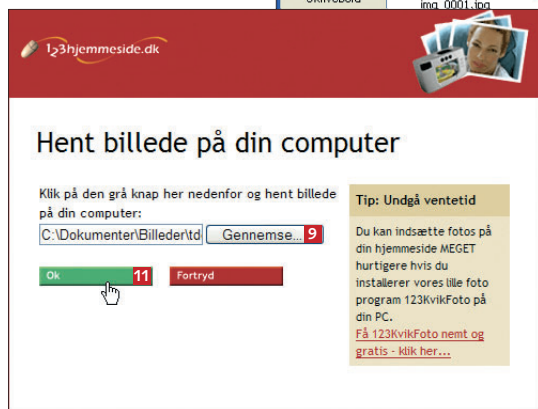 Skrivebord
img_0001.jpg
123hjemmeside.dk
Hent billede på din computer
Klik på den grå knap her nedenfor og hent billede
på din computer:
C:\Dokumenter\Billeder\td
Gennemse... 9
Ok 11
Fortryd
Tip: Undgå ventetid
Du kan indsætte fotos på
din hjemmeside MEGET
hurtigere hvis du
installerer vores lille foto
program 123KvikFoto på
din PC.
Få 123KvikFoto nemt og
gratis - klik her...